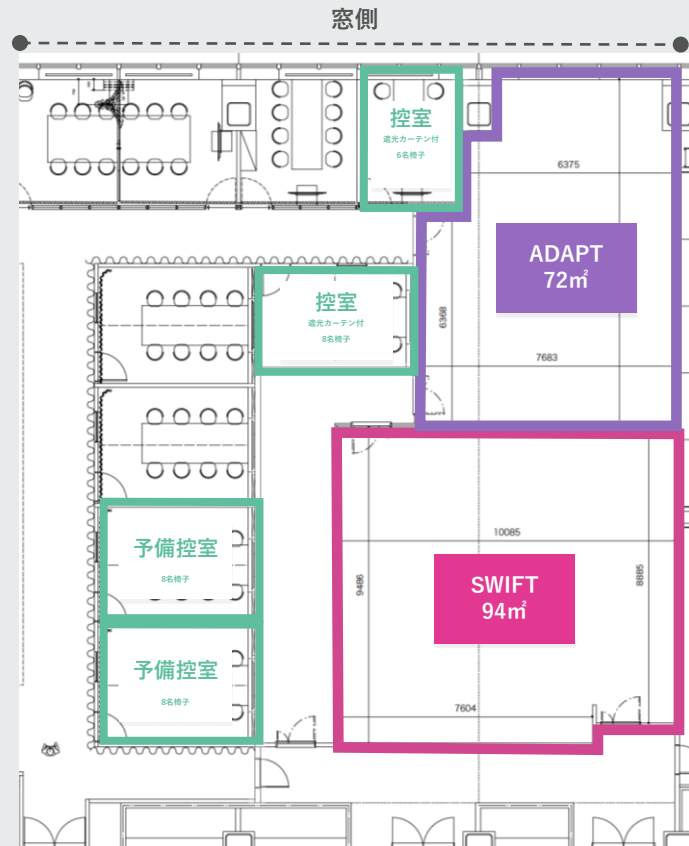 窓側
控室
遮光カーテン付
6名椅子
6375
ADAPT
72㎡
控室
遮光カーテン付
8名椅子
6368
7683
10085
予備控室
8名椅子
SWIFT
94㎡
9486
8885
予備控室
8名椅子
7604